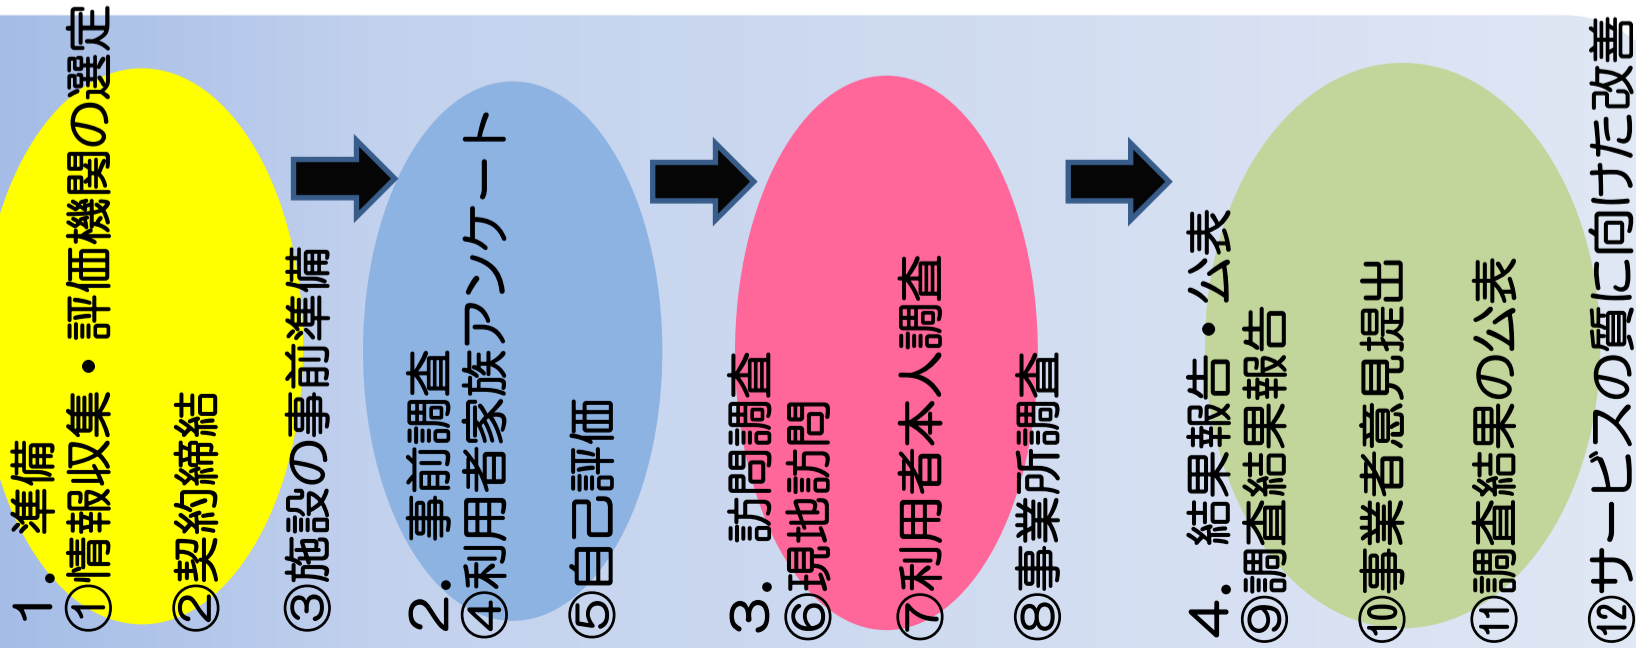 1. 準備
①情報収集・評価機関の選定
②契約締結
③施設の事前準備
2. 事前調査
④利用者家族アンケート
⑤自己評価
3. 訪問調査
⑥現地訪問
⑦利用者本人調査
⑧事業所調査
4. 結果報告・公表
⑨調査結果報告
⑩事業者意見提出
⑪調査結果の公表
⑫サービスの質に向けた改善